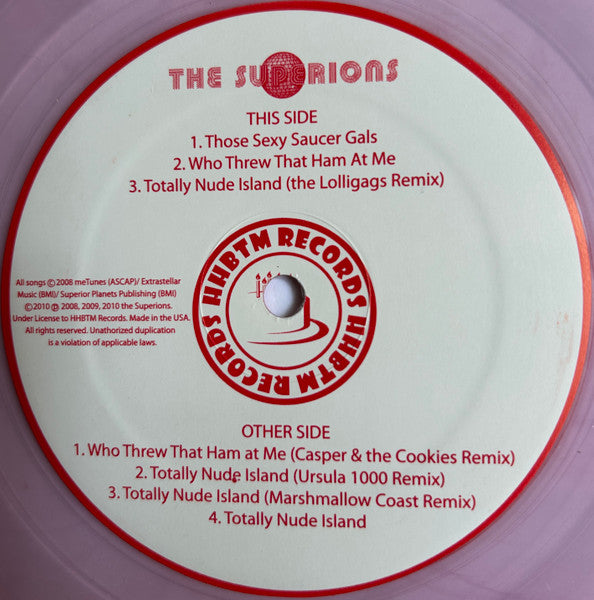 THE SUPERIONS
THIS SIDE
1. Those Sexy Saucer Gals
2. Who Threw That Ham At Me
3. Totally Nude Island (the Lolligags Remix)
HHBTM RECORDS HHBTM RECORDS
All songs ©2008 meTunes (ASCAP)/ Extrastellar
Music (BMI)/ Superior Planets Publishing (BMI)
©2010 ℗ 2008, 2009, 2010 the Superions.
Under License to HHBTM Records. Made in the USA.
All rights reserved. Unathorized duplication
is a violation of applicable laws.
OTHER SIDE
1. Who Threw That Ham at Me (Casper & the Cookies Remix)
2. Totally Nude Island (Ursula 1000 Remix)
3. Totally Nude Island (Marshmallow Coast Remix)
4. Totally Nude Island